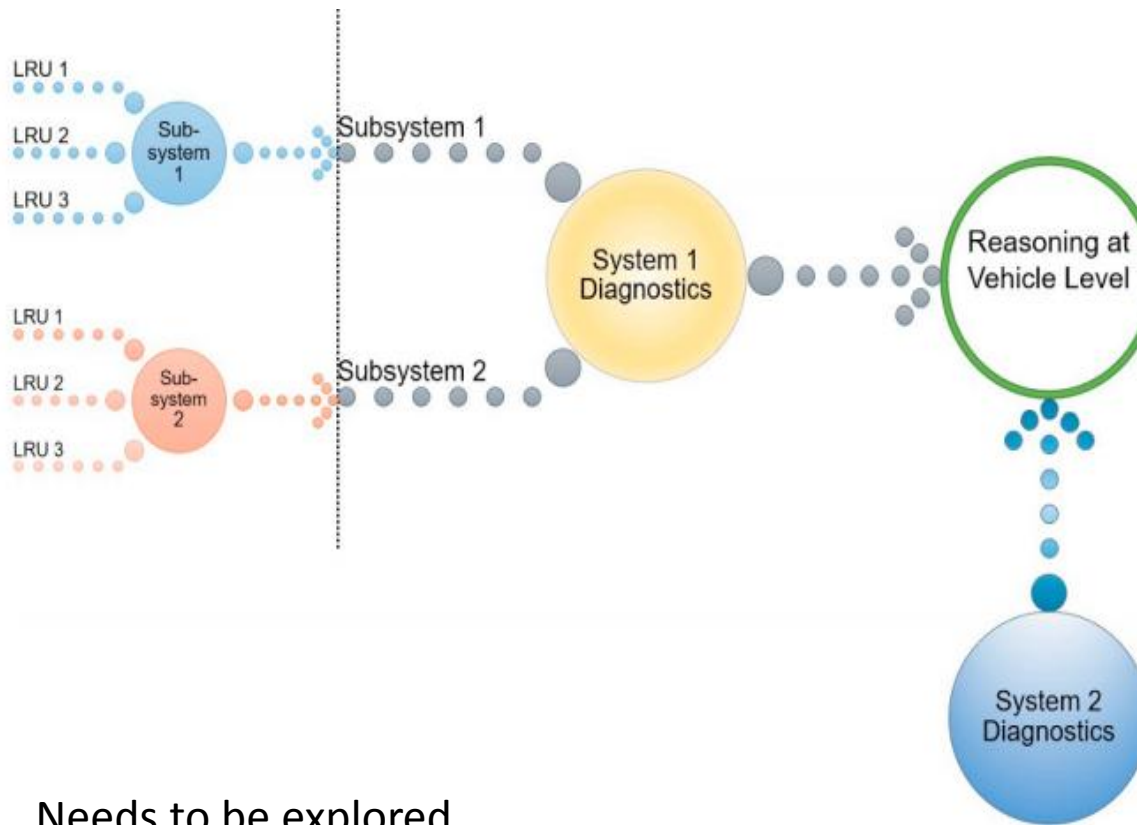 LRU 1
LRU 2
LRU 3
Sub-
system
1
Subsystem 1
LRU 1
LRU 2
LRU 3
Sub-
system
2
Subsystem 2
System 1
Diagnostics
Reasoning at
Vehicle Level
System 2
Diagnostics
Needs to be explored